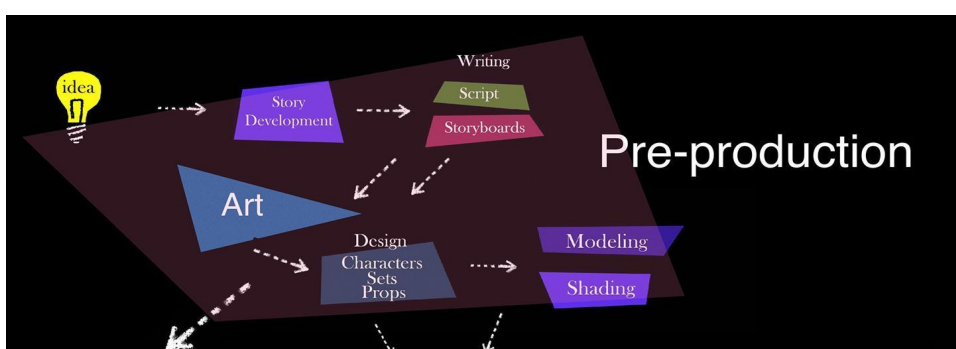 idea
Story
Development
Writing
Script
Storyboards
Pre-production
Art
Design
Characters
Sets
Props
Modeling
Shading